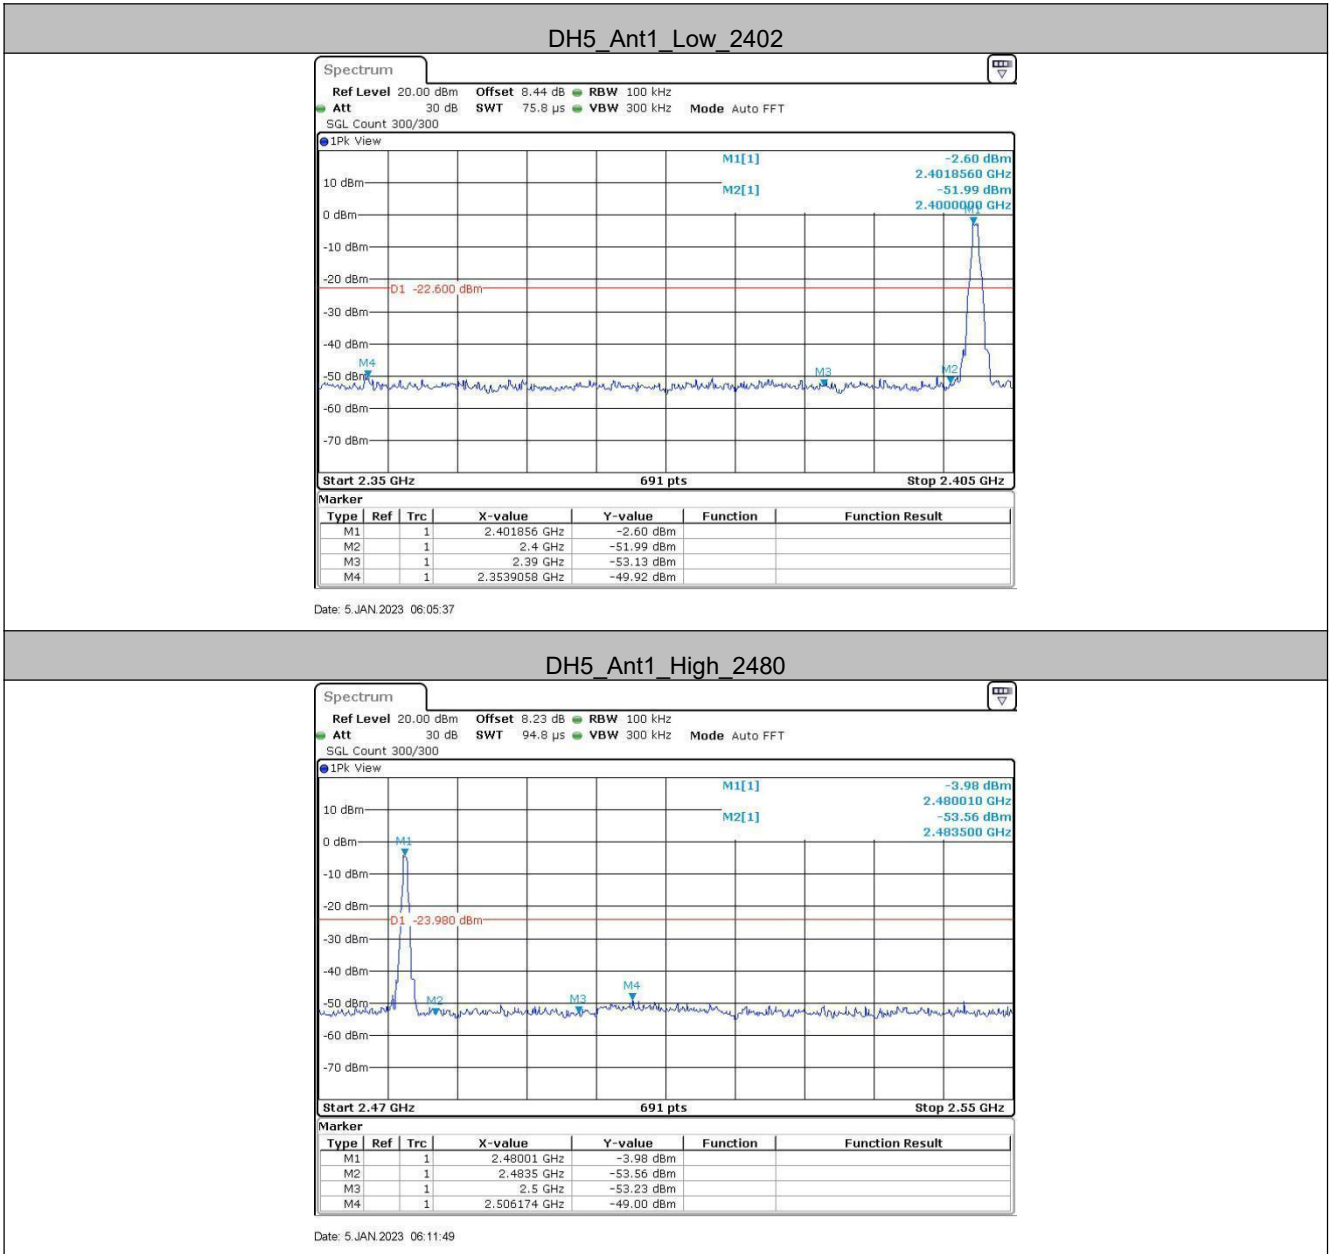 DH5_Ant1_Low_2402
Spectrum
Ref Level 20.00 dBm Offset 8.44 dB RBW 100 kHz
Att 30 dB SWT 75.8 µs VBW 300 kHz Mode Auto FFT
SGL Count 300/300
1Pk View
M1[1] -2.60 dBm
2.4018560 GHz
10 dBm
M2[1] -51.99 dBm
2.4000000 GHz
M1
0 dBm
-10 dBm
-20 dBm
D1 -22.600 dBm
-30 dBm
-40 dBm
M4
M3
M2
-50 dBm
-60 dBm
-70 dBm
Start 2.35 GHz 691 pts Stop 2.405 GHz
Marker
Type Ref Trc X-value Y-value Function Function Result
M1 1 2.401856 GHz -2.60 dBm
M2 1 2.4 GHz -51.99 dBm
M3 1 2.39 GHz -53.13 dBm
M4 1 2.3539058 GHz -49.92 dBm
Date: 5.JAN.2023 06:05:37
DH5_Ant1_High_2480
Spectrum
Ref Level 20.00 dBm Offset 8.23 dB RBW 100 kHz
Att 30 dB SWT 94.8 µs VBW 300 kHz Mode Auto FFT
SGL Count 300/300
1Pk View
M1[1] -3.98 dBm
2.480010 GHz
10 dBm
M2[1] -53.56 dBm
2.483500 GHz
0 dBm
M1
-10 dBm
-20 dBm
D1 -23.980 dBm
-30 dBm
-40 dBm
M4
M2
M3
-50 dBm
-60 dBm
-70 dBm
Start 2.47 GHz 691 pts Stop 2.55 GHz
Marker
Type Ref Trc X-value Y-value Function Function Result
M1 1 2.48001 GHz -3.98 dBm
M2 1 2.4835 GHz -53.56 dBm
M3 1 2.5 GHz -53.23 dBm
M4 1 2.506174 GHz -49.00 dBm
Date: 5.JAN.2023 06:11:49